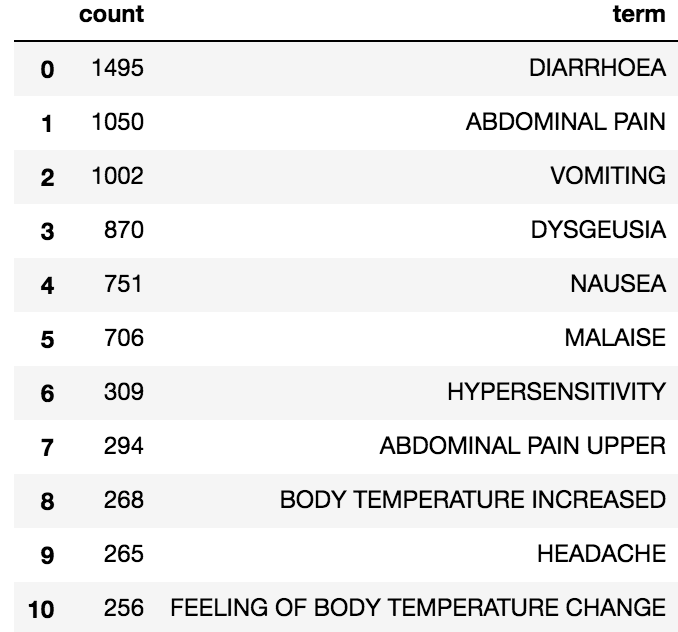 count term
0 1495 DIARRHOEA
1 1050 ABDOMINAL PAIN
2 1002 VOMITING
3 870 DYSGEUSIA
4 751 NAUSEA
5 706 MALAISE
6 309 HYPERSENSITIVITY
7 294 ABDOMINAL PAIN UPPER
8 268 BODY TEMPERATURE INCREASED
9 265 HEADACHE
10 256 FEELING OF BODY TEMPERATURE CHANGE